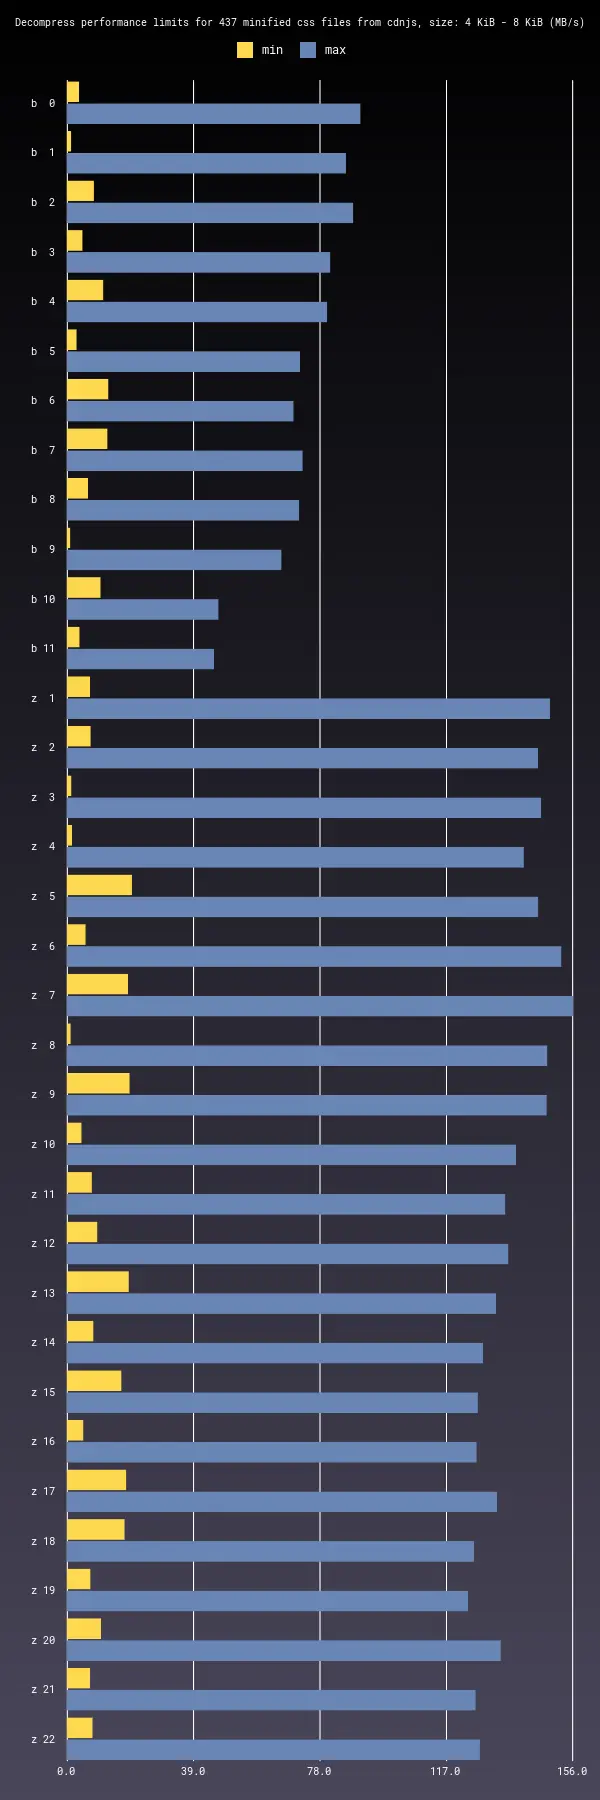 Decompress performance limits for 437 minified css files from cdnjs, size: 4 KiB - 8 KiB (MB/s)
min max
b 0
b 1
b 2
b 3
b 4
b 5
b 6
b 7
b 8
b 9
b 10
b 11
z 1
z 2
z 3
z 4
z 5
z 6
z 7
z 8
z 9
z 10
z 11
z 12
z 13
z 14
z 15
z 16
z 17
z 18
z 19
z 20
z 21
z 22
0.0 39.0 78.0 117.0 156.0